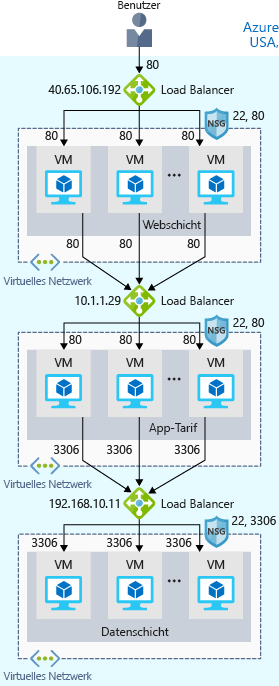 Benutzer
Azure
USA,
80
40.65.106.192 Load Balancer
NSG 22, 80
80 80 80
VM VM VM
Webschicht
80 80 80
Virtuelles Netzwerk
10.1.1.29 Load Balancer
NSG 22, 80
80 80 80
VM VM VM
App-Tarif
3306 3306 3306
Virtuelles Netzwerk
192.168.10.11 Load Balancer
NSG 22, 3306
3306 3306 3306
VM VM VM
Datenschicht
Virtuelles Netzwerk